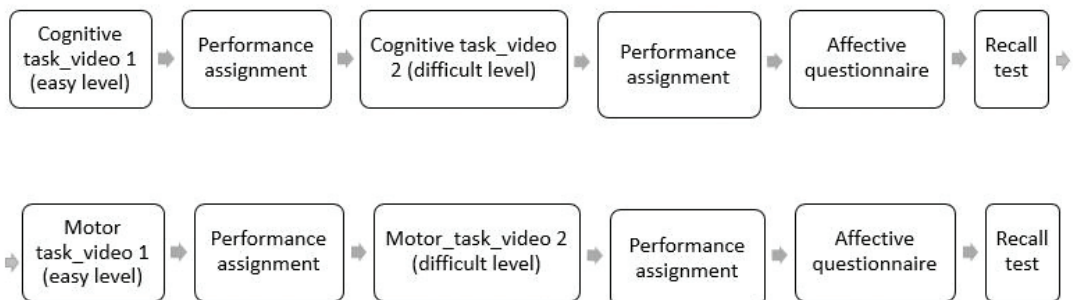 Cognitive
task_video 1
(easy level)
Performance
assignment
Cognitive task_video
2 (difficult level)
Performance
assignment
Affective
questionnaire
Recall
test
Motor
task_video 1
(easy level)
Performance
assignment
Motor_task_video 2
(difficult level)
Performance
assignment
Affective
questionnaire
Recall
test